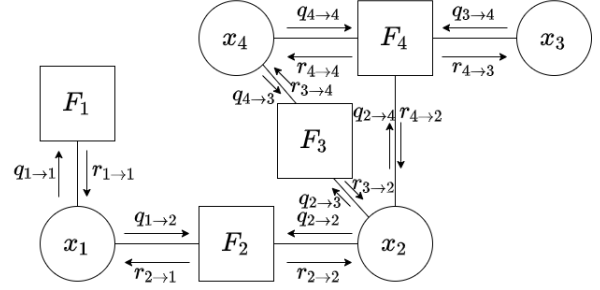 q4→4
q3→4
x4
F4
x3
r4→4
r4→3
q4→3
r3→4
F1
q2→4
r4→2
F3
q1→1
r1→1
r3→2
q2→3
q1→2
q2→2
x1
F2
x2
r2→1
r2→2